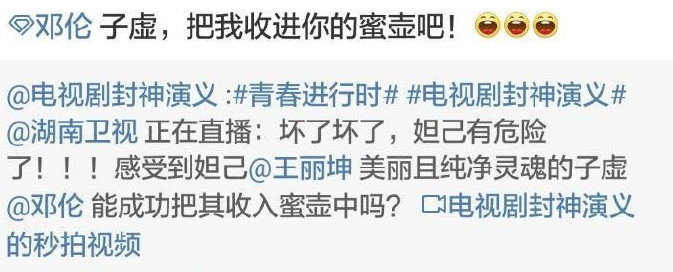 邓伦 子虚，把我收进你的蜜壶吧！
@电视剧封神演义 :#青春进行时# #电视剧封神演义#
@湖南卫视 正在直播：坏了坏了，妲己有危险
了！！！感受到妲己@王丽坤 美丽且纯净灵魂的子虚
@邓伦 能成功把其收入蜜壶中吗？ 电视剧封神演义
的秒拍视频